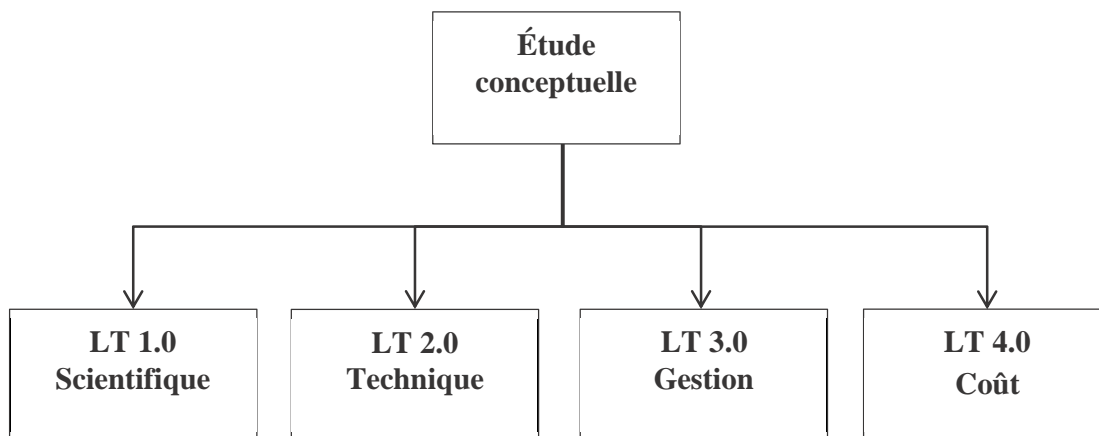 Étude
conceptuelle
LT 1.0
Scientifique
LT 2.0
Technique
LT 3.0
Gestion
LT 4.0
Coût